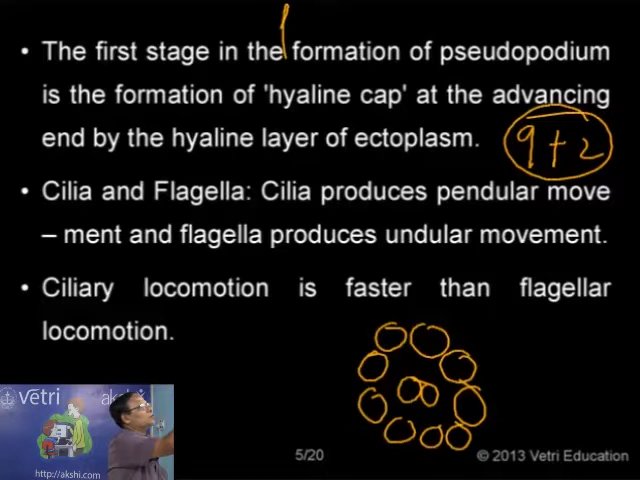 • The first stage in the formation of pseudopodium
is the formation of 'hyaline cap' at the advancing
end by the hyaline layer of ectoplasm.
9+2
• Cilia and Flagella: Cilia produces pendular move
– ment and flagella produces undular movement.
• Ciliary locomotion is faster than flagellar
locomotion.
vetri
akshi
http://akshi.com
5/20
© 2013 Vetri Education